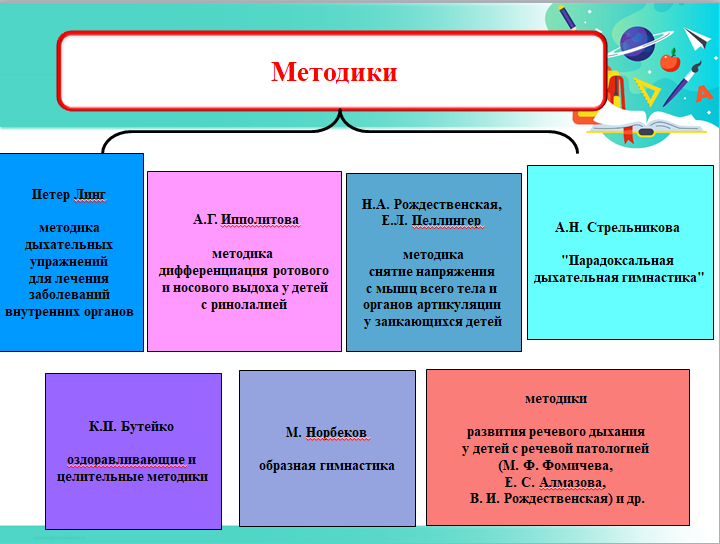 Методики
Петер Линг
методика
дыхательных
упражнений
для лечения
заболеваний
внутренних органов
А.Г. Ипполитова
методика
дифференциация ротового
и носового выдоха у детей
с ринолалией
Н.А. Рождественская,
Е.Л. Пеллингер
методика
снятие напряжения
с мышц всего тела и
органов артикуляции
у заикающихся детей
А.Н. Стрельникова
"Парадоксальная
дыхательная гимнастика"
К.П. Бутейко
оздоравливающие и
целительные методики
М. Норбеков
образная гимнастика
методики
развития речевого дыхания
у детей с речевой патологией
(М. Ф. Фомичева,
Е. С. Алмазова,
В. И. Рождественская) и др.
А